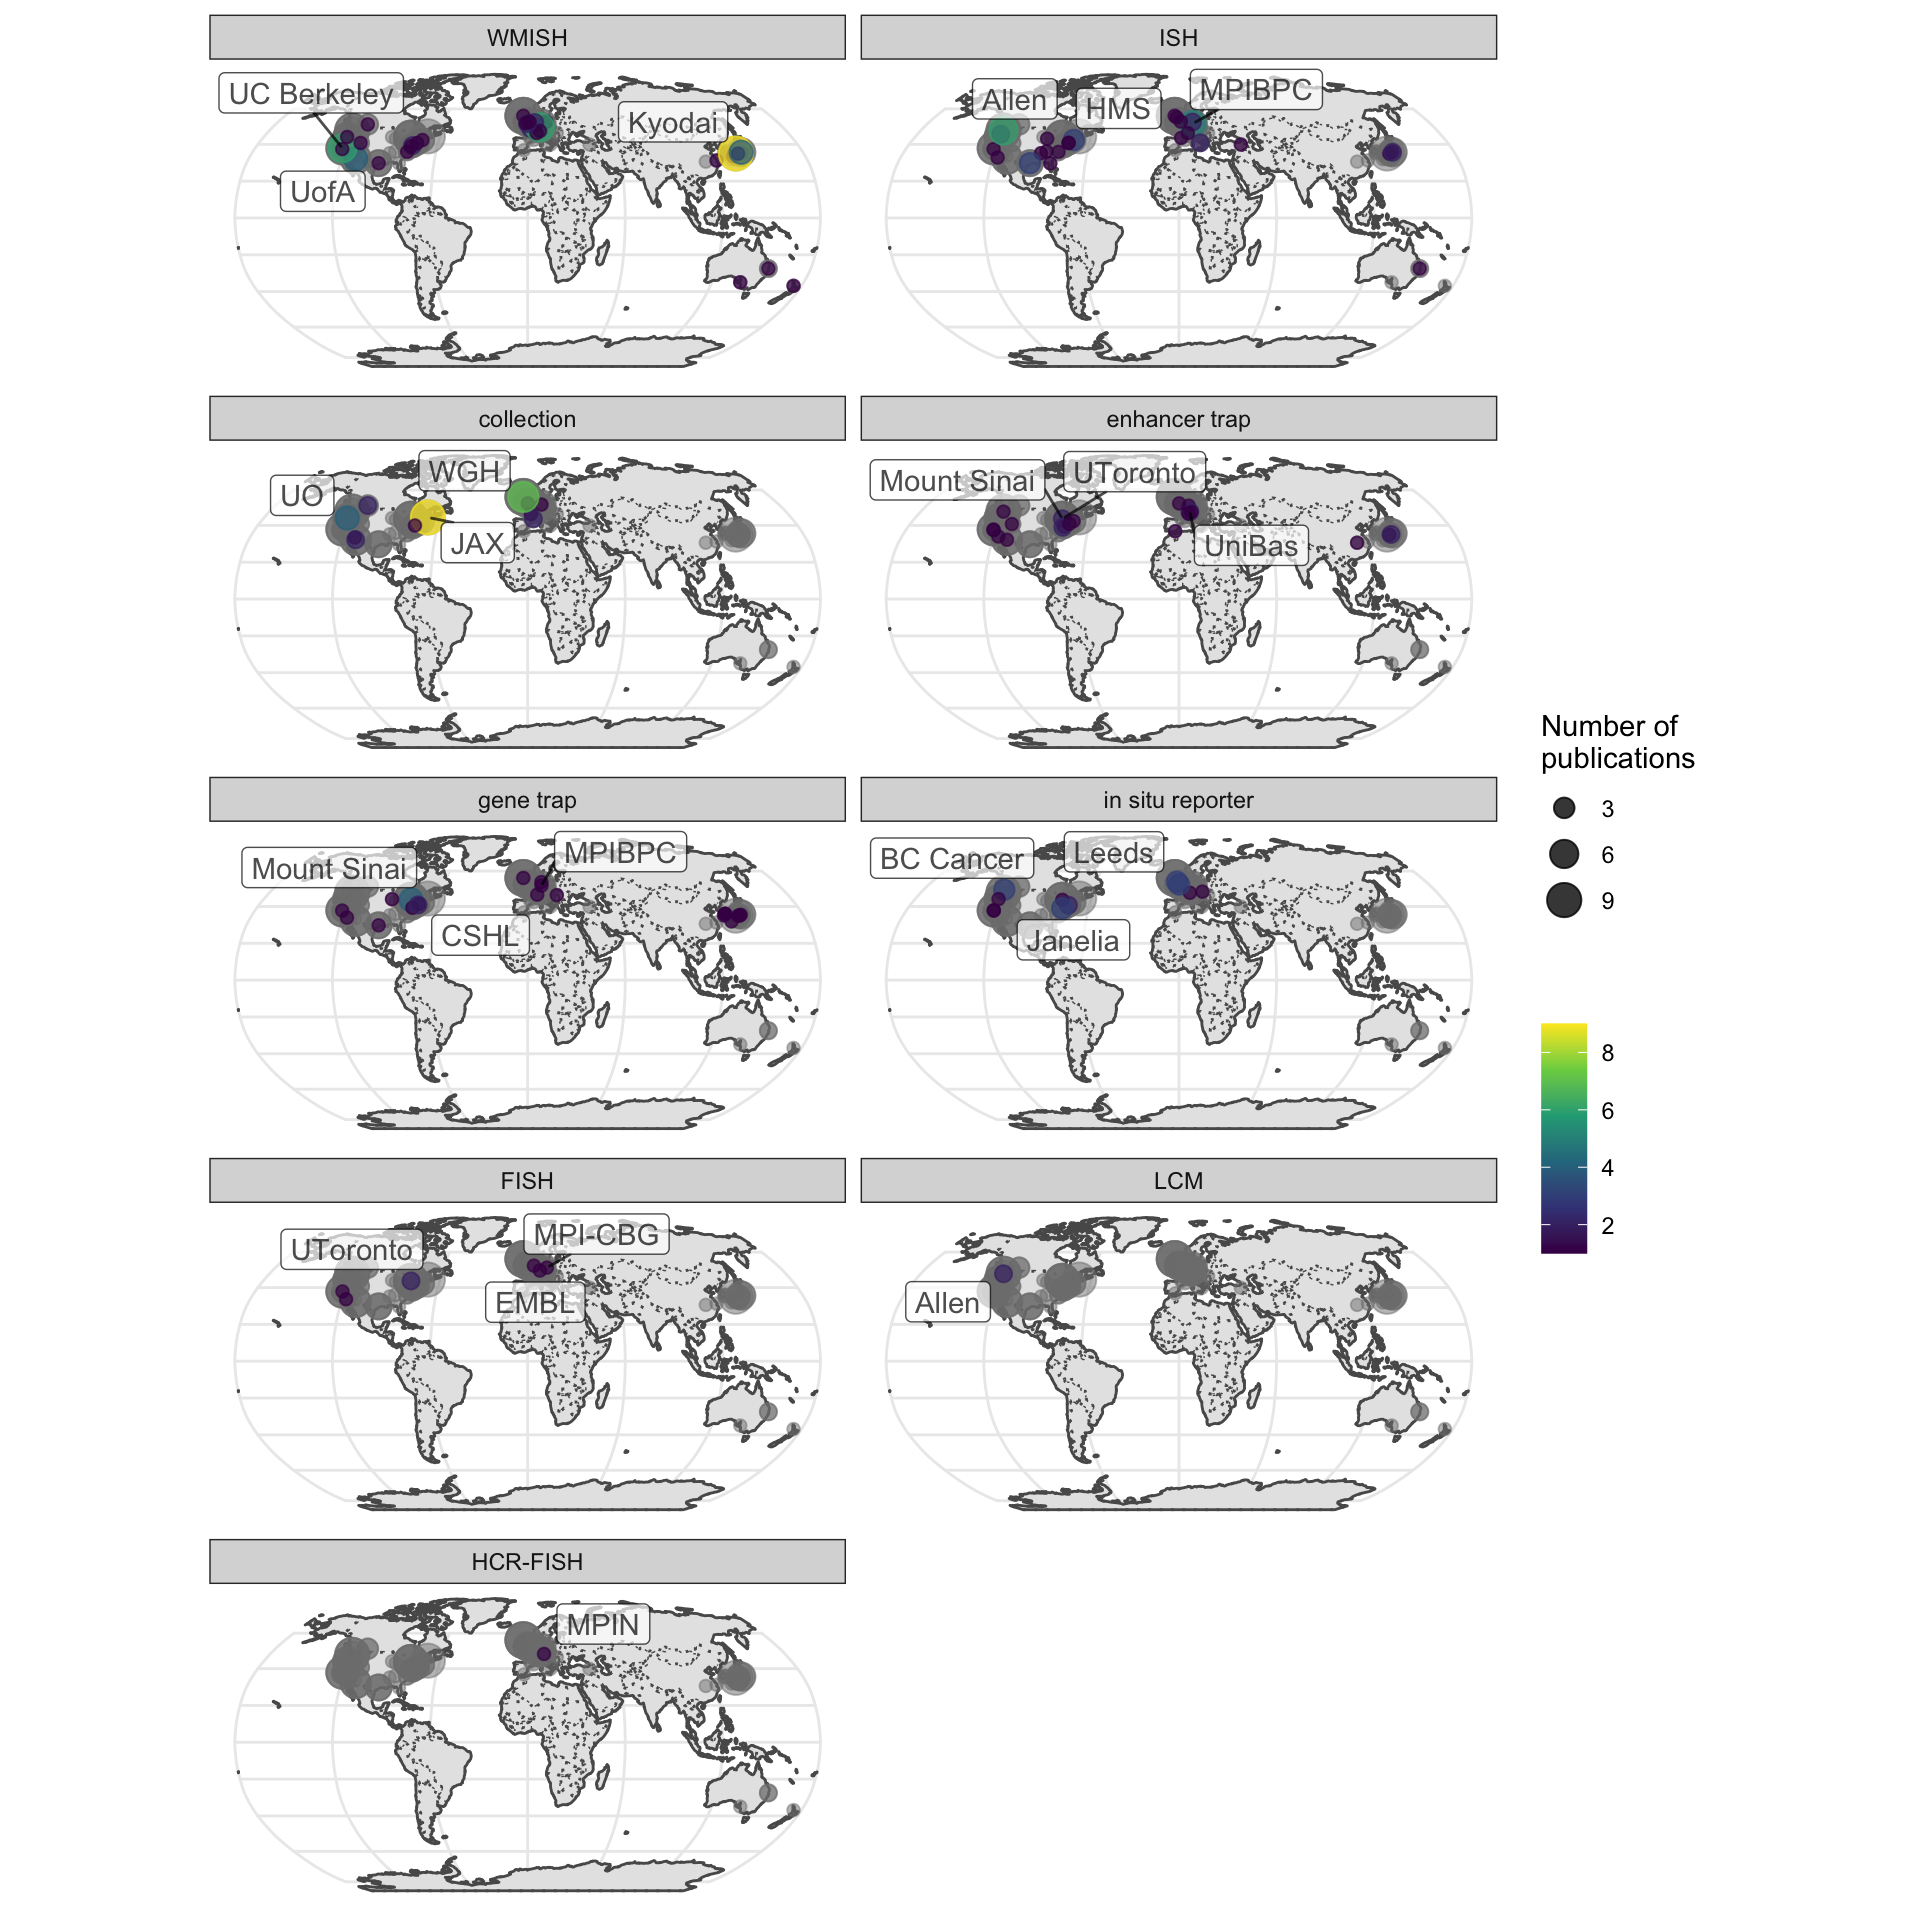 WMISH
UC Berkeley
Kyodai
UofA
ISH
Allen
HMS
MPIBPC
collection
UO
WGH
JAX
enhancer trap
Mount Sinai
UToronto
UniBas
gene trap
Mount Sinai
MPIBPC
CSHL
in situ reporter
BC Cancer
Leeds
Janelia
FISH
UToronto
MPI-CBG
EMBL
LCM
Allen
HCR-FISH
MPIN
Number of
publications
3
6
9
8
6
4
2